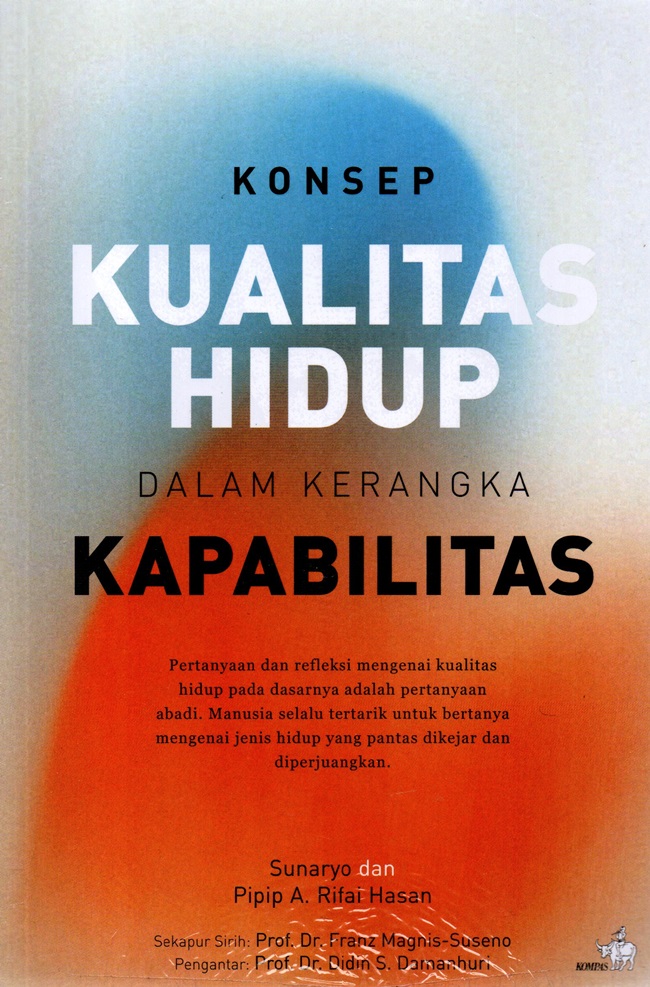 KONSEP
KUALITAS
HIDUP
DALAM KERANGKA
KAPABILITAS
Pertanyaan dan refleksi mengenai kualitas
hidup pada dasarnya adalah pertanyaan
abadi. Manusia selalu tertarik untuk bertanya
mengenai jenis hidup yang pantas dikejar dan
diperjuangkan.
Sunaryo dan
Pipip A. Rifai Hasan
Sekapur Sirih: Prof. Dr. Franz Magnis-Suseno
Pengantar: Prof. Dr. Didin S. Damanhuri
KOMPAS